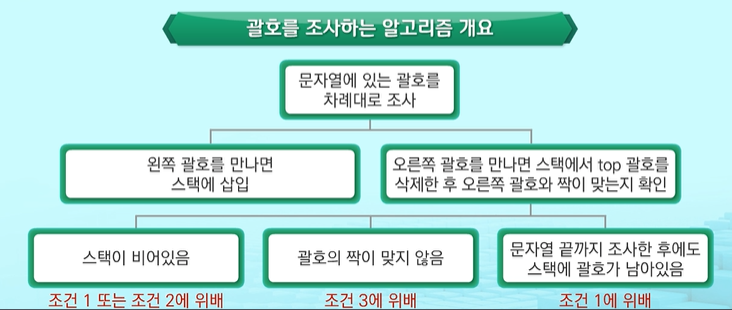 괄호를 조사하는 알고리즘 개요
문자열에 있는 괄호를
차례대로 조사
왼쪽 괄호를 만나면
스택에 삽입
오른쪽 괄호를 만나면 스택에서 top 괄호를
삭제한 후 오른쪽 괄호와 짝이 맞는지 확인
스택이 비어있음
괄호의 짝이 맞지 않음
문자열 끝까지 조사한 후에도
스택에 괄호가 남아있음
조건 1 또는 조건 2에 위배
조건 3에 위배
조건 1에 위배